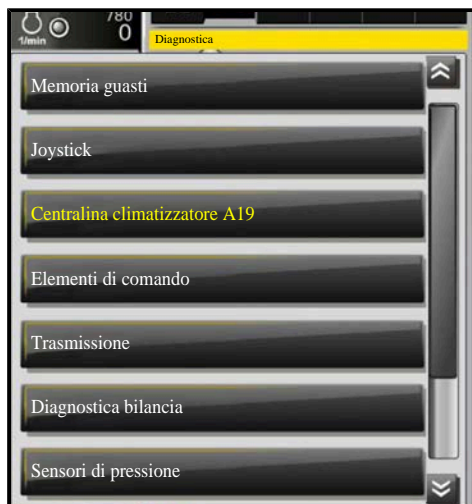 780
1/min
0
Diagnostica
Memoria guasti
Joystick
Centralina climatizzatore A19
Elementi di comando
Trasmissione
Diagnostica bilancia
Sensori di pressione